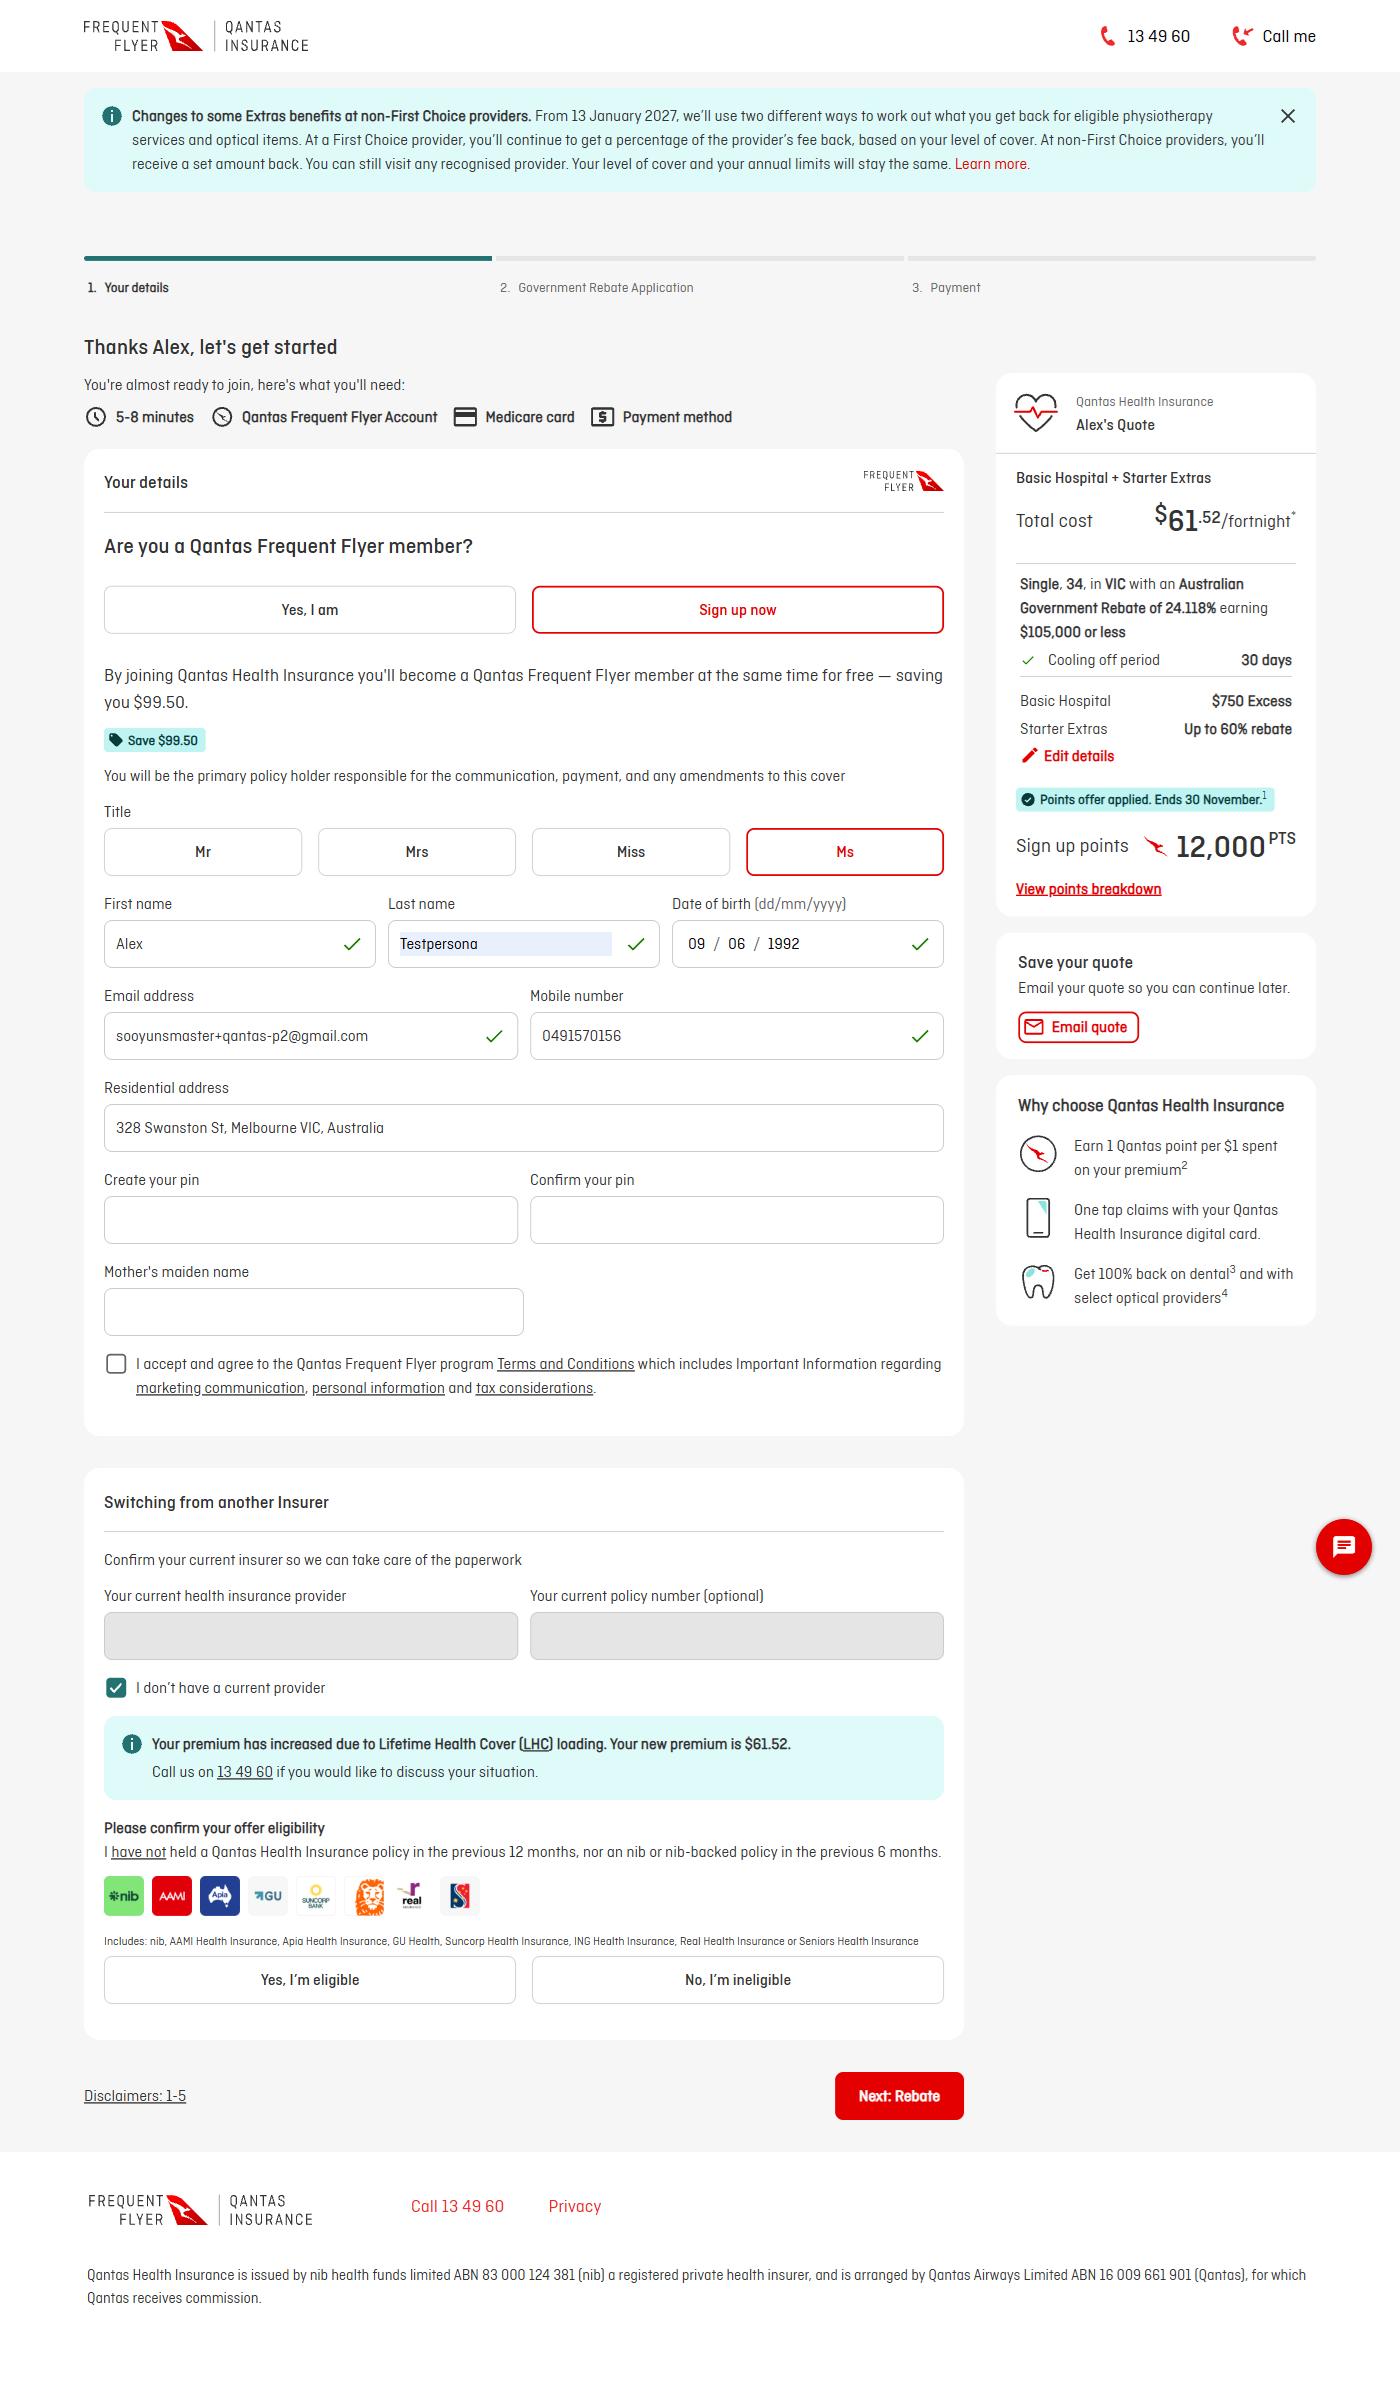 FREQUENT FLYER
QANTAS INSURANCE
13 49 60
Call me
Changes to some Extras benefits at non-First Choice providers. From 13 January 2027, we’ll use two different ways to work out what you get back for eligible physiotherapy
services and optical items. At a First Choice provider, you’ll continue to get a percentage of the provider’s fee back, based on your level of cover. At non-First Choice providers, you’ll
receive a set amount back. You can still visit any recognised provider. Your level of cover and your annual limits will stay the same. Learn more.
1. Your details
2. Government Rebate Application
3. Payment
Thanks Alex, let's get started
You're almost ready to join, here's what you'll need:
5-8 minutes
Qantas Frequent Flyer Account
Medicare card
Payment method
Your details
FREQUENT FLYER
Are you a Qantas Frequent Flyer member?
Yes, I am
Sign up now
By joining Qantas Health Insurance you'll become a Qantas Frequent Flyer member at the same time for free — saving
you $99.50.
Save $99.50
You will be the primary policy holder responsible for the communication, payment, and any amendments to this cover
Title
Mr
Mrs
Miss
Ms
First name
Last name
Date of birth (dd/mm/yyyy)
Alex
Testpersona
09 / 06 / 1992
Email address
Mobile number
sooyunsmaster+qantas-p2@gmail.com
0491570156
Residential address
328 Swanston St, Melbourne VIC, Australia
Create your pin
Confirm your pin
Mother's maiden name
I accept and agree to the Qantas Frequent Flyer program Terms and Conditions which includes Important Information regarding
marketing communication, personal information and tax considerations.
Switching from another Insurer
Confirm your current insurer so we can take care of the paperwork
Your current health insurance provider
Your current policy number (optional)
I don’t have a current provider
Your premium has increased due to Lifetime Health Cover (LHC) loading. Your new premium is $61.52.
Call us on 13 49 60 if you would like to discuss your situation.
Please confirm your offer eligibility
I have not held a Qantas Health Insurance policy in the previous 12 months, nor an nib or nib-backed policy in the previous 6 months.
nib
AAMI
Apia
GU
SUNCORP BANK
real
Includes: nib, AAMI Health Insurance, Apia Health Insurance, GU Health, Suncorp Health Insurance, ING Health Insurance, Real Health Insurance or Seniors Health Insurance
Yes, I’m eligible
No, I’m ineligible
Disclaimers: 1-5
Next: Rebate
Qantas Health Insurance
Alex's Quote
Basic Hospital + Starter Extras
Total cost
$61.52/fortnight*
Single, 34, in VIC with an Australian
Government Rebate of 24.118% earning
$105,000 or less
Cooling off period
30 days
Basic Hospital
$750 Excess
Starter Extras
Up to 60% rebate
Edit details
Points offer applied. Ends 30 November.1
Sign up points
12,000 PTS
View points breakdown
Save your quote
Email your quote so you can continue later.
Email quote
Why choose Qantas Health Insurance
Earn 1 Qantas point per $1 spent
on your premium2
One tap claims with your Qantas
Health Insurance digital card.
Get 100% back on dental3 and with
select optical providers4
FREQUENT FLYER
QANTAS INSURANCE
Call 13 49 60
Privacy
Qantas Health Insurance is issued by nib health funds limited ABN 83 000 124 381 (nib) a registered private health insurer, and is arranged by Qantas Airways Limited ABN 16 009 661 901 (Qantas), for which
Qantas receives commission.